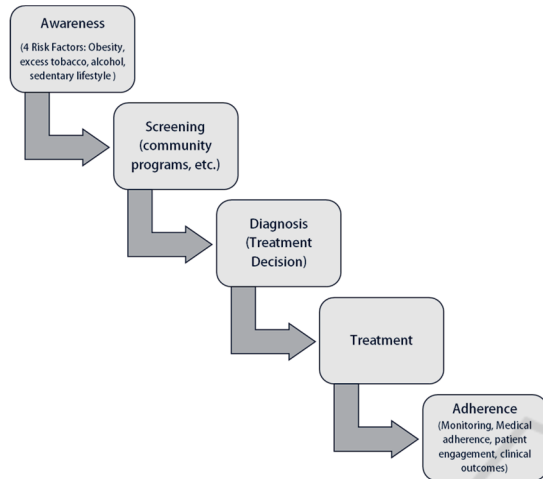 Awareness
(4 Risk Factors: Obesity,
excess tobacco, alcohol,
sedentary lifestyle )
Screening
(community
programs, etc.)
Diagnosis
(Treatment
Decision)
Treatment
Adherence
(Monitoring, Medical
adherence, patient
engagement, clinical
outcomes)